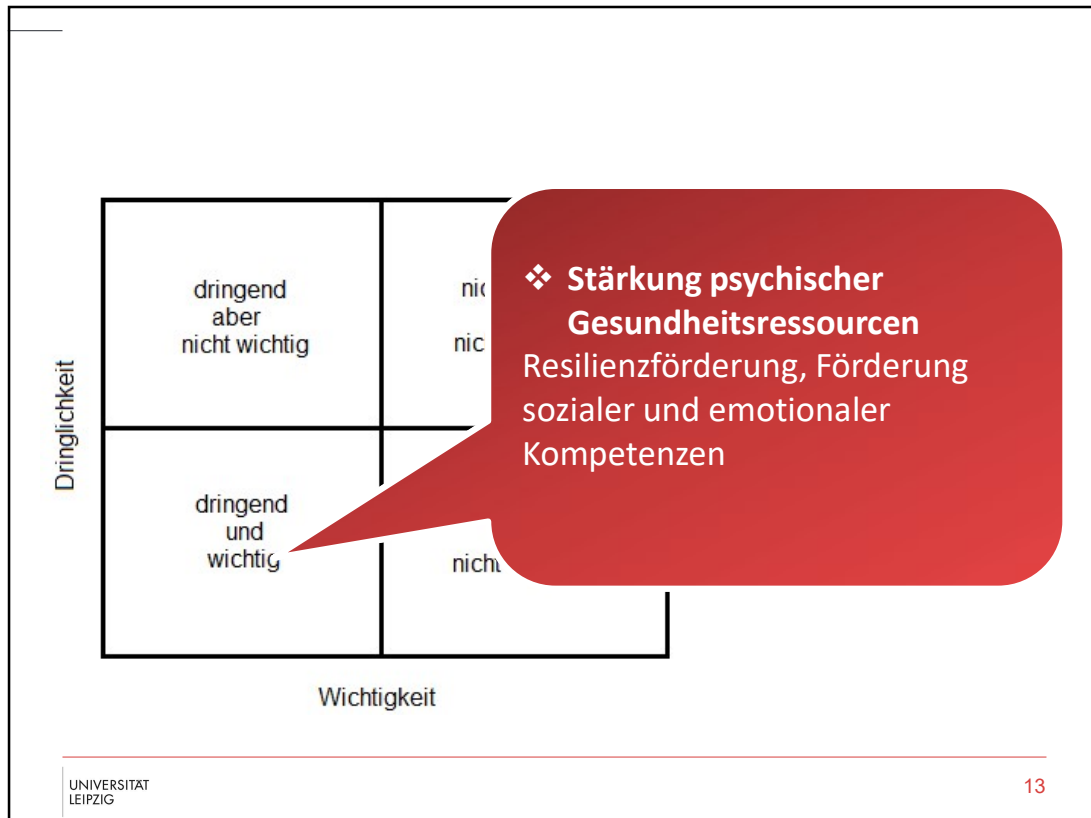 dringend
aber
nicht wichtig
dringend
und
wichtig
Dringlichkeit
Wichtigkeit
❖ Stärkung psychischer
Gesundheitsressourcen
Resilienzförderung, Förderung
sozialer und emotionaler
Kompetenzen
UNIVERSITÄT
LEIPZIG
13